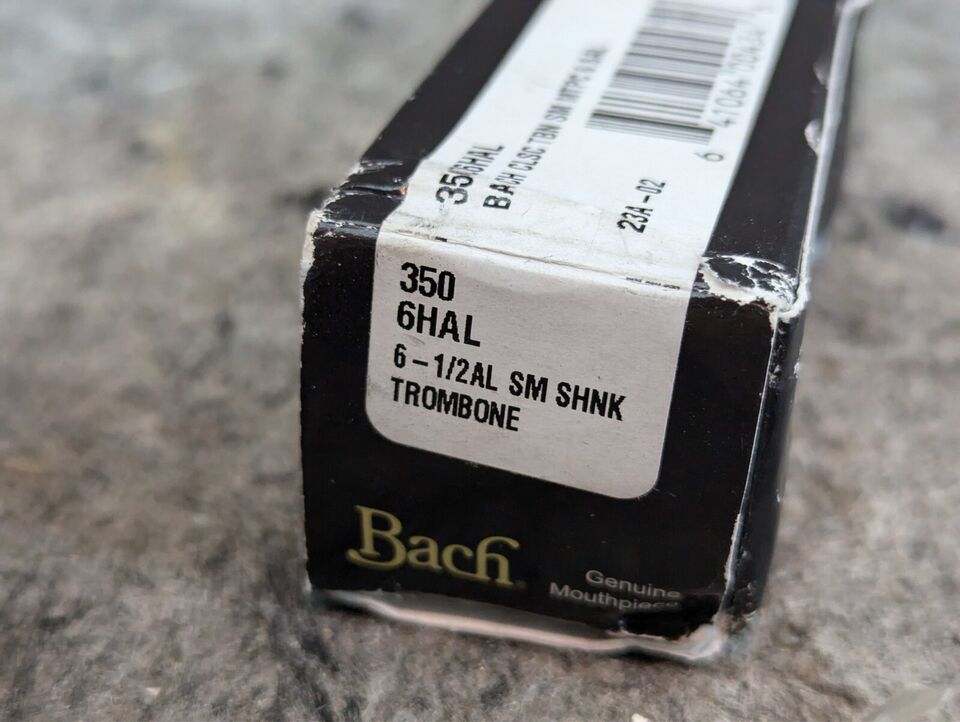 356HAL
BACH CLSC TBN SM MTPC 6.5AL
23A-02
350
6HAL
6-1/2AL SM SHNK
TROMBONE
Bach
Genuine
Mouthpiece